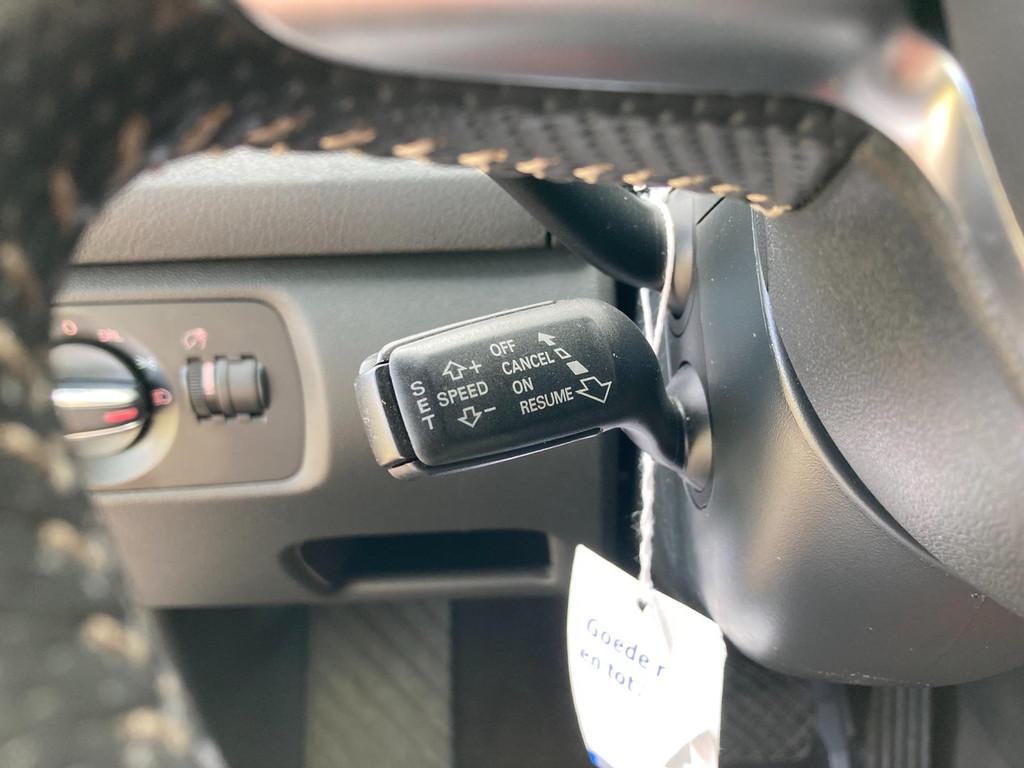 OFF
CANCEL
ON
RESUME
+
SPEED
-
SET
Goede r
en tot